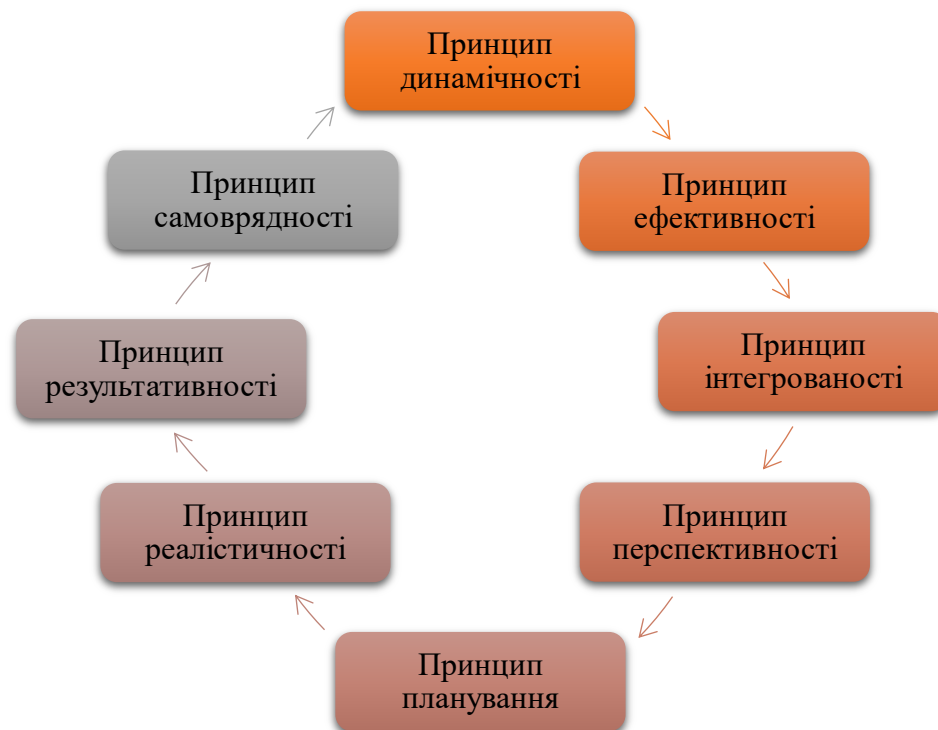 Принцип
динамічності
Принцип
ефективності
Принцип
інтегрованості
Принцип
перспективності
Принцип
планування
Принцип
реалістичності
Принцип
результативності
Принцип
самоврядності